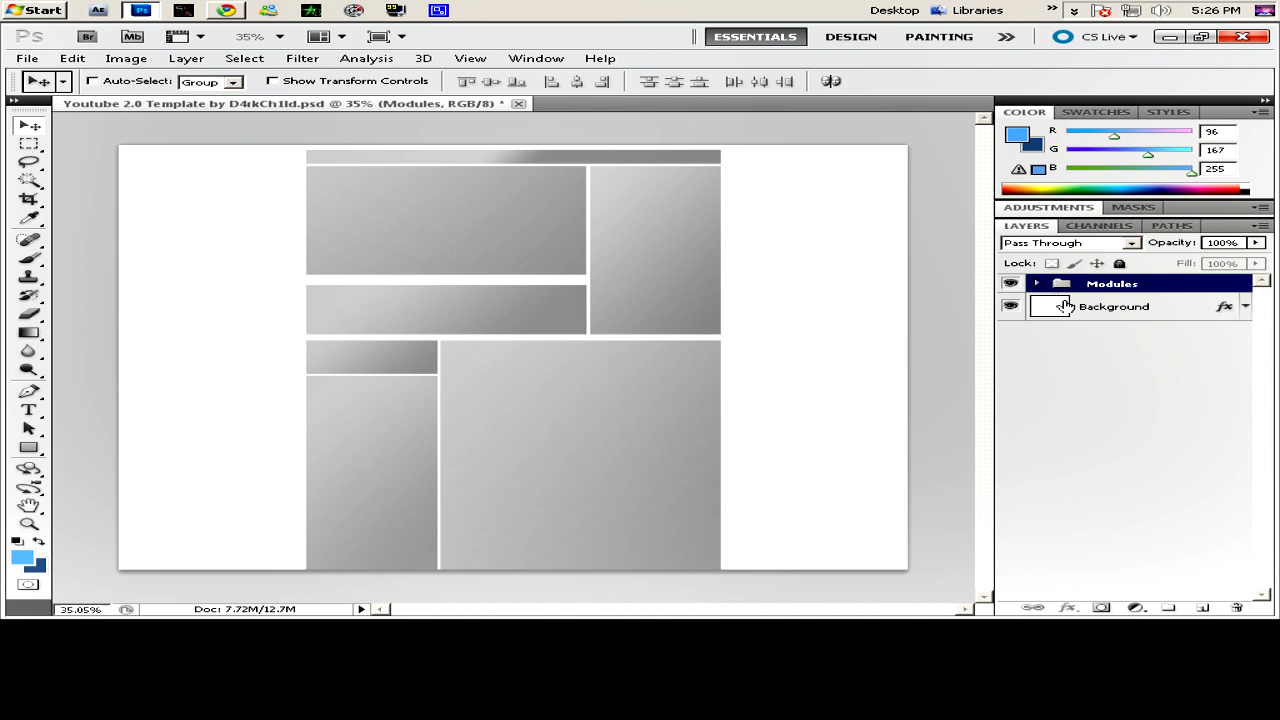 Start AE Ps Desktop Libraries » 5:26 PM
Ps Br Mb 35% ESSENTIALS DESIGN PAINTING >> CS Live
File Edit Image Layer Select Filter Analysis 3D View Window Help
Auto-Select: Group Show Transform Controls
Youtube 2.0 Template by D4rkCh1ld.psd @ 35% (Modules, RGB/8) *
COLOR SWATCHES STYLES
R 96
G 167
B 255
ADJUSTMENTS MASKS
LAYERS CHANNELS PATHS
Pass Through Opacity: 100%
Lock: Fill: 100%
Modules
Background fx
T
fx
35.05% Doc: 7.72M/12.7M